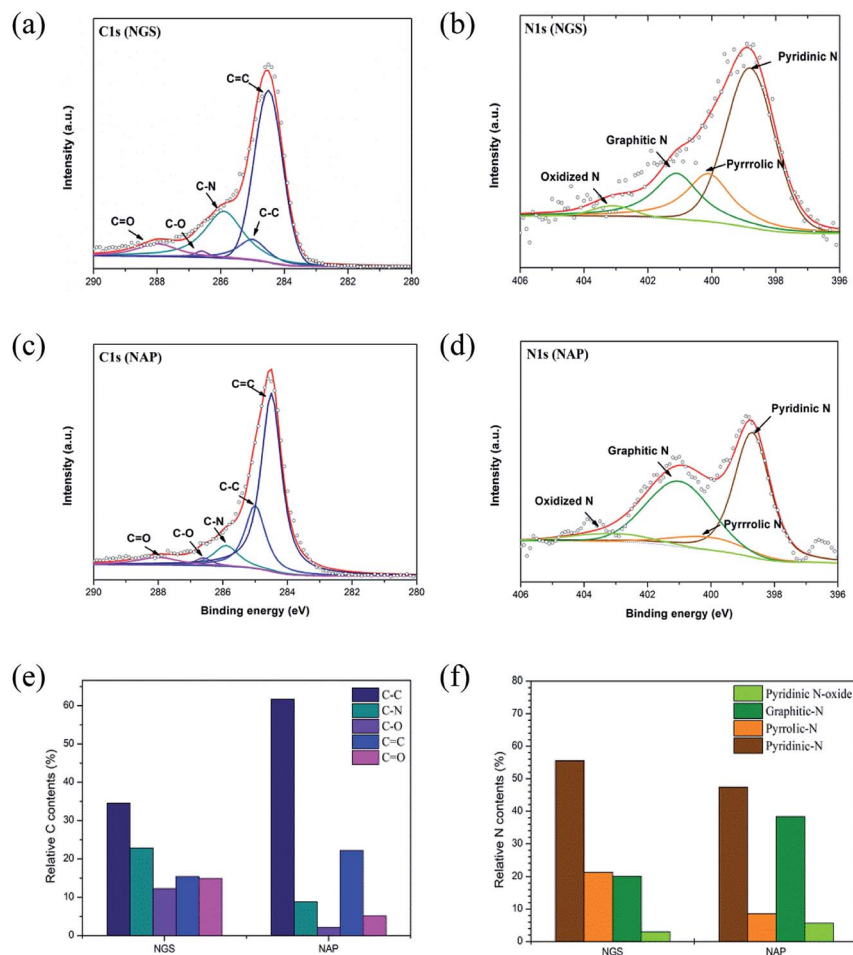 (a)
C1s (NGS)
C=C
C-N
C-C
C-O
C=O
Intensity (a.u.)
290 288 286 284 282 280
(b)
N1s (NGS)
Pyridinic N
Graphitic N
Pyrrrolic N
Oxidized N
Intensity (a.u.)
406 404 402 400 398 396
(c)
C1s (NAP)
C=C
C-C
C-N
C-O
C=O
Intensity (a.u.)
290 288 286 284 282 280
Binding energy (eV)
(d)
N1s (NAP)
Pyridinic N
Graphitic N
Oxidized N
Pyrrrolic N
Intensity (a.u.)
406 404 402 400 398 396
Binding energy (eV)
(e)
C-C
C-N
C-O
C=C
C=O
Relative C contents (%)
60
50
40
30
20
10
0
NGS NAP
(f)
Pyridinic N-oxide
Graphitic-N
Pyrrolic-N
Pyridinic-N
Relative N contents (%)
80
70
60
50
40
30
20
10
0
NGS NAP